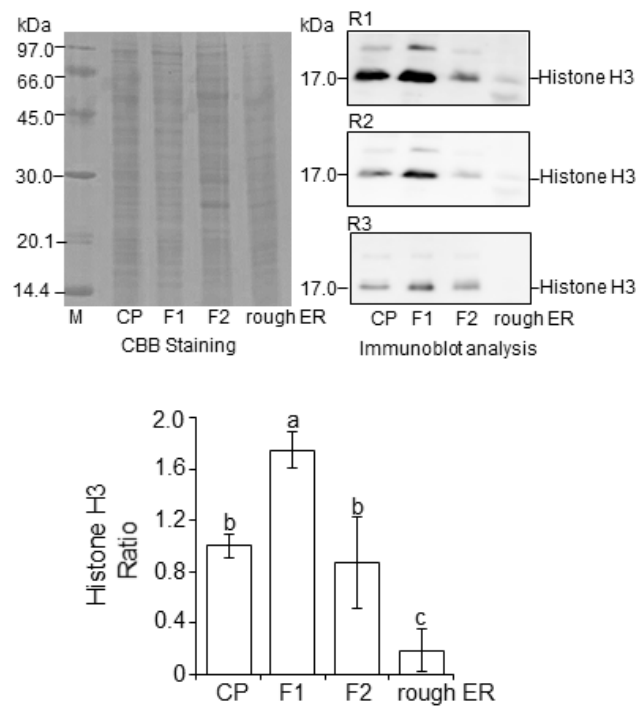 kDa
97.0
66.0
45.0
30.0
20.1
14.4
M CP F1 F2 rough ER
CBB Staining
kDa
R1
17.0 Histone H3
R2
17.0 Histone H3
R3
17.0 Histone H3
CP F1 F2 rough ER
Immunoblot analysis
Histone H3
Ratio
2.0
1.6
1.2
0.8
0.4
0
b
a
b
c
CP F1 F2 rough ER